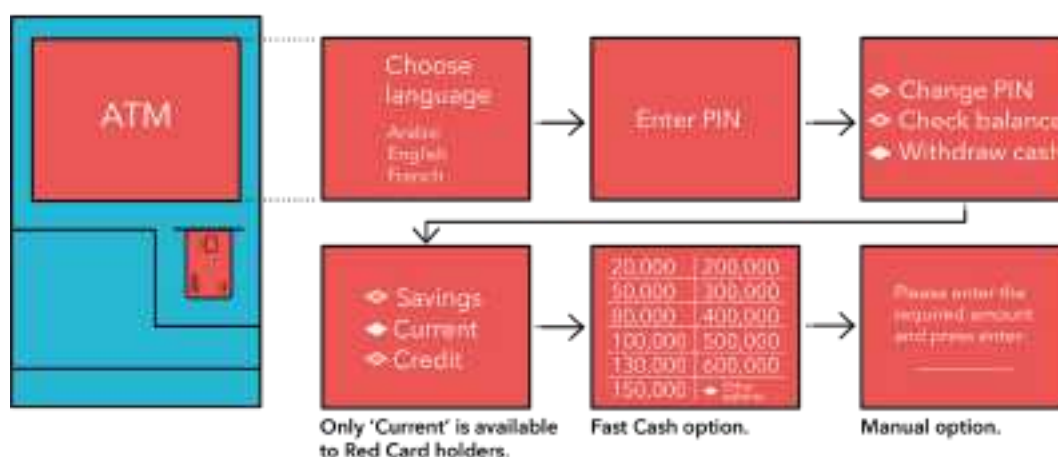 ATM
Choose
language
Arabic
English
French
Enter PIN
Change PIN
Check balance
Withdraw cash
Savings
Current
Credit
Only 'Current' is available
to Red Card holders.
20,000 200,000
50,000 300,000
80,000 400,000
100,000 500,000
130,000 600,000
150,000 Other
Fast Cash option.
Please enter the
required amount
and press enter.
Manual option.